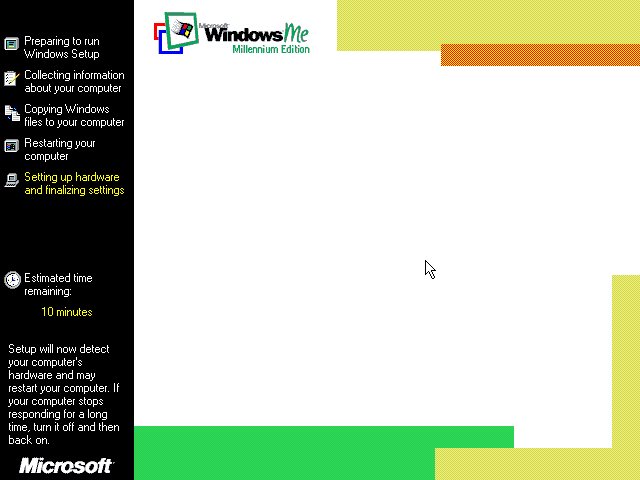 Preparing to run
Windows Setup
Collecting information
about your computer
Copying Windows
files to your computer
Restarting your
computer
Setting up hardware
and finalizing settings
Estimated time
remaining:
10 minutes
Setup will now detect
your computer's
hardware and may
restart your computer. If
your computer stops
responding for a long
time, turn it off and then
back on.
Microsoft
Microsoft
Windows Me
Millennium Edition